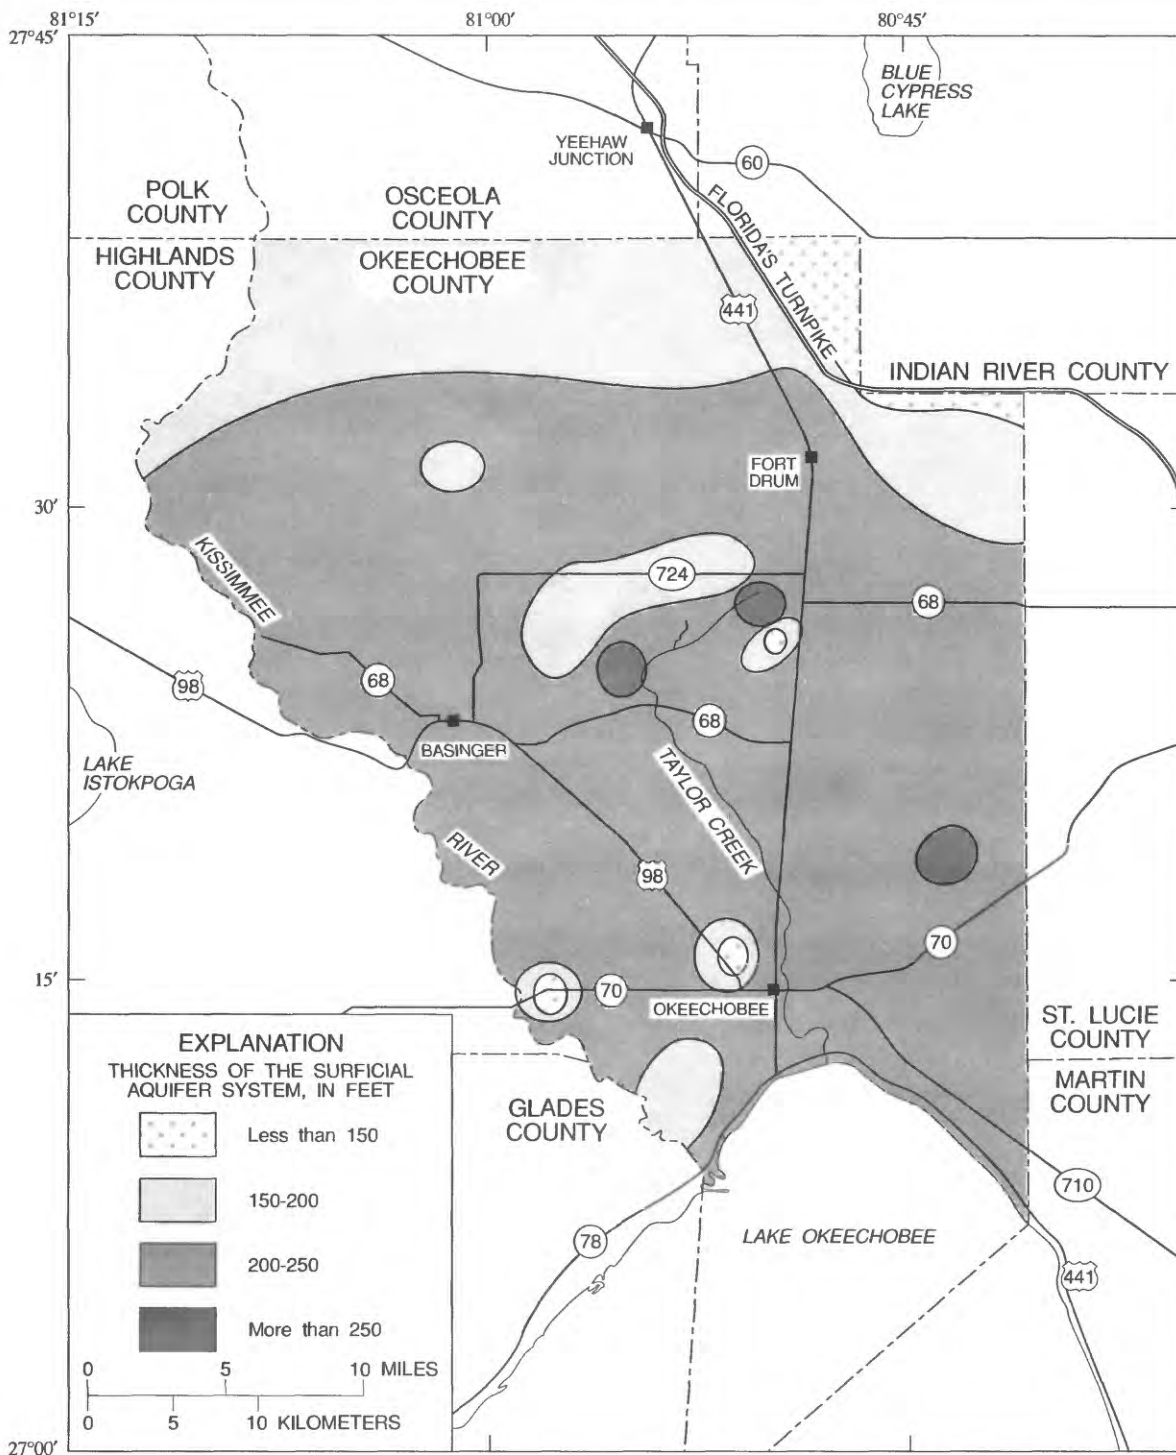 81°15′
81°00′
80°45′
27°45′
BLUE
CYPRESS
LAKE
YEEHAW
JUNCTION
60
POLK
COUNTY
OSCEOLA
COUNTY
FLORIDA'S TURNPIKE
HIGHLANDS
COUNTY
OKEECHOBEE
COUNTY
441
INDIAN RIVER COUNTY
FORT
DRUM
30′
KISSIMMEE
724
68
98
68
68
BASINGER
LAKE
ISTOKPOGA
TAYLOR CREEK
RIVER
98
70
15′
70
OKEECHOBEE
ST. LUCIE
COUNTY
MARTIN
COUNTY
GLADES
COUNTY
710
LAKE OKEECHOBEE
78
441
EXPLANATION
THICKNESS OF THE SURFICIAL
AQUIFER SYSTEM, IN FEET
Less than 150
150-200
200-250
More than 250
0 5 10 MILES
0 5 10 KILOMETERS
27°00′